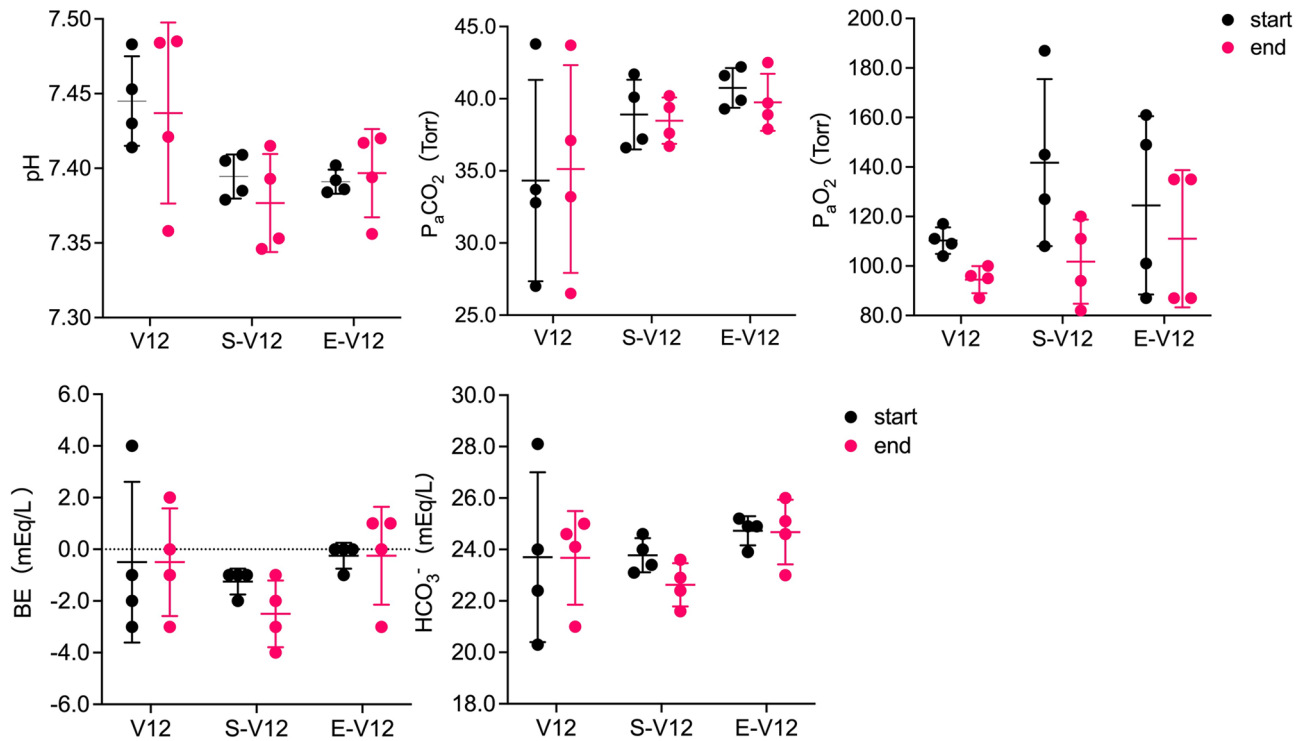 pH
7.50
7.45
7.40
7.35
7.30
V12
S-V12
E-V12
PaCO2 (Torr)
45.0
40.0
35.0
30.0
25.0
V12
S-V12
E-V12
PaO2 (Torr)
200.0
180.0
160.0
140.0
120.0
100.0
80.0
V12
S-V12
E-V12
start
end
BE (mEq/L)
6.0
4.0
2.0
0.0
-2.0
-4.0
-6.0
V12
S-V12
E-V12
HCO3- (mEq/L)
30.0
28.0
26.0
24.0
22.0
20.0
18.0
V12
S-V12
E-V12
start
end